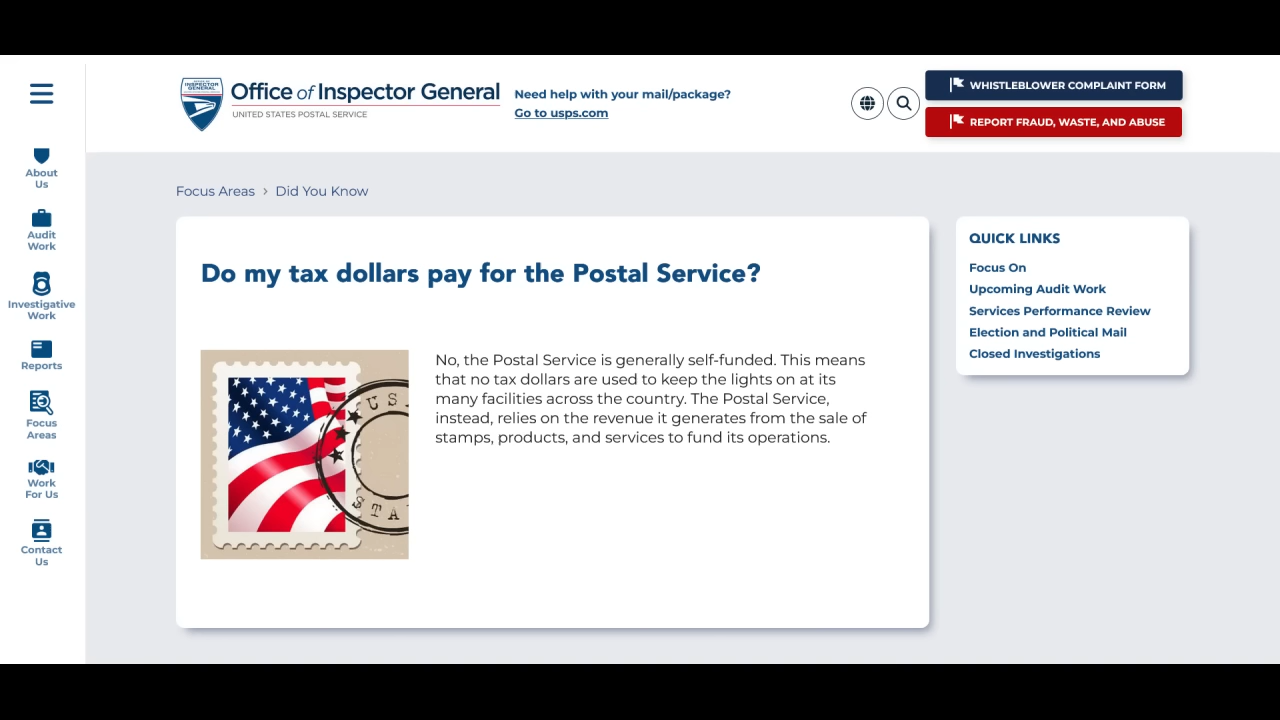 OFFICE OF
INSPECTOR
GENERAL
Office of Inspector General
UNITED STATES POSTAL SERVICE
Need help with your mail/package?
Go to usps.com
WHISTLEBLOWER COMPLAINT FORM
REPORT FRAUD, WASTE, AND ABUSE
About
Us
Audit
Work
Investigative
Work
Reports
Focus
Areas
Work
For Us
Contact
Us
Focus Areas > Did You Know
Do my tax dollars pay for the Postal Service?
USA
STA
No, the Postal Service is generally self-funded. This means
that no tax dollars are used to keep the lights on at its
many facilities across the country. The Postal Service,
instead, relies on the revenue it generates from the sale of
stamps, products, and services to fund its operations.
QUICK LINKS
Focus On
Upcoming Audit Work
Services Performance Review
Election and Political Mail
Closed Investigations